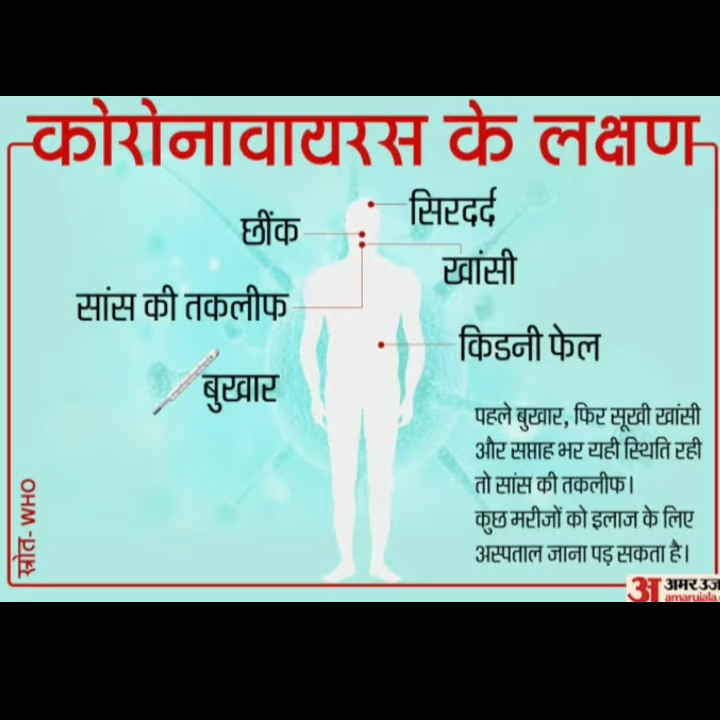 कोरोनावायरस के लक्षण
सिरदर्द
छींक
खांसी
सांस की तकलीफ
किडनी फेल
बुखार
पहले बुखार, फिर सूखी खांसी
और सप्ताह भर यही स्थिति रही
तो सांस की तकलीफ।
कुछ मरीजों को इलाज के लिए
अस्पताल जाना पड़ सकता है।
स्रोत- WHO
अ अमर उज
amarujala.